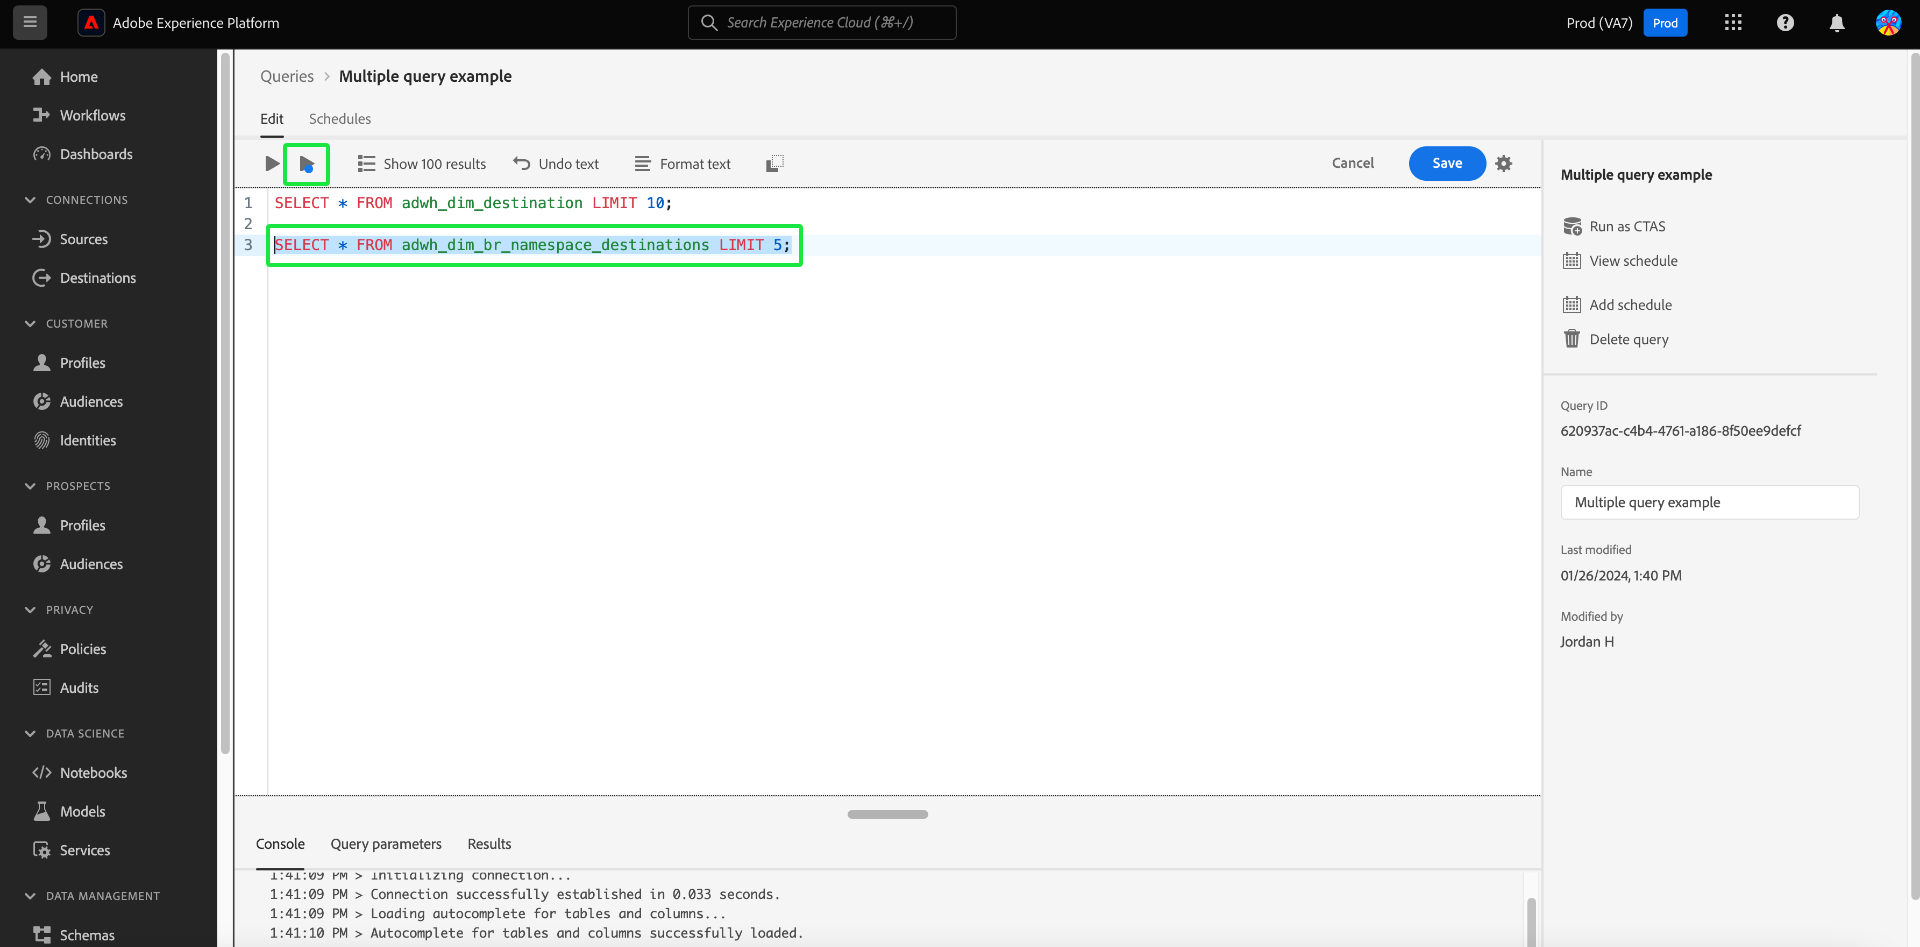 Adobe Experience Platform
Search Experience Cloud (⌘+/)
Prod (VA7)
Prod
Home
Workflows
Dashboards
CONNECTIONS
Sources
Destinations
CUSTOMER
Profiles
Audiences
Identities
PROSPECTS
Profiles
Audiences
PRIVACY
Policies
Audits
DATA SCIENCE
Notebooks
Models
Services
DATA MANAGEMENT
Schemas
Queries > Multiple query example
Edit Schedules
Show 100 results Undo text Format text Cancel Save
1 SELECT * FROM adwh_dim_destination LIMIT 10;
2
3 SELECT * FROM adwh_dim_br_namespace_destinations LIMIT 5;
Console Query parameters Results
1:41:09 PM > Initializing connection...
1:41:09 PM > Connection successfully established in 0.033 seconds.
1:41:09 PM > Loading autocomplete for tables and columns...
1:41:10 PM > Autocomplete for tables and columns successfully loaded.
Multiple query example
Run as CTAS
View schedule
Add schedule
Delete query
Query ID
620937ac-c4b4-4761-a186-8f50ee9defcf
Name
Multiple query example
Last modified
01/26/2024, 1:40 PM
Modified by
Jordan H